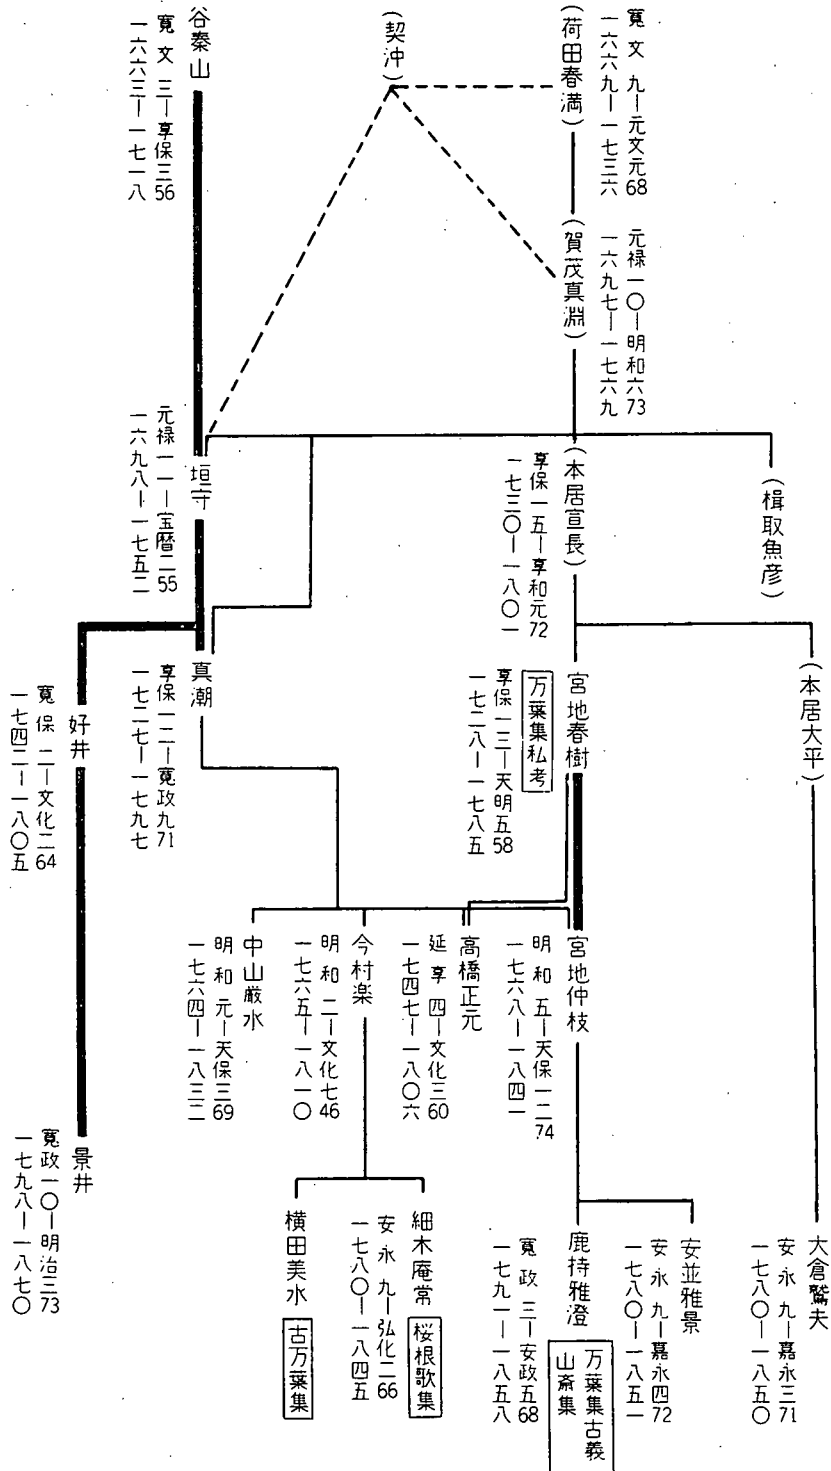 (荷田春満)
寛文九―元文元68
一六六九―一七三六
(契沖)
谷秦山
寛文三―享保三56
一六六三―一七一八
(賀茂真淵)
元禄一〇―明和六73
一六九七―一七六九
(楫取魚彦)
(本居宣長)
享保一五―享和元72
一七三〇―一八〇一
垣守
元禄一一―宝暦二55
一六九八―一七五二
(本居大平)
宮地春樹
万葉集私考
享保一三―天明五58
一七二八―一七八五
真潮
享保一二―寛政九71
一七二七―一七九七
好井
寛保二―文化二64
一七四二―一八〇五
宮地仲枝
明和五―天保一二74
一七六八―一八四一
高橋正元
延享四―文化三60
一七四七―一八〇六
今村楽
明和二―文化七46
一七六五―一八一〇
中山厳水
明和元―天保三69
一七六四―一八三二
景井
寛政一〇―明治三73
一七九八―一八七〇
大倉鷲夫
安永九―嘉永三71
一七八〇―一八五〇
安並雅景
安永九―嘉永四72
一七八〇―一八五一
鹿持雅澄
万葉集古義
山斎集
寛政三―安政五68
一七九一―一八五八
細木庵常
桜根歌集
安永九―弘化二66
一七八〇―一八四五
横田美水
古万葉集